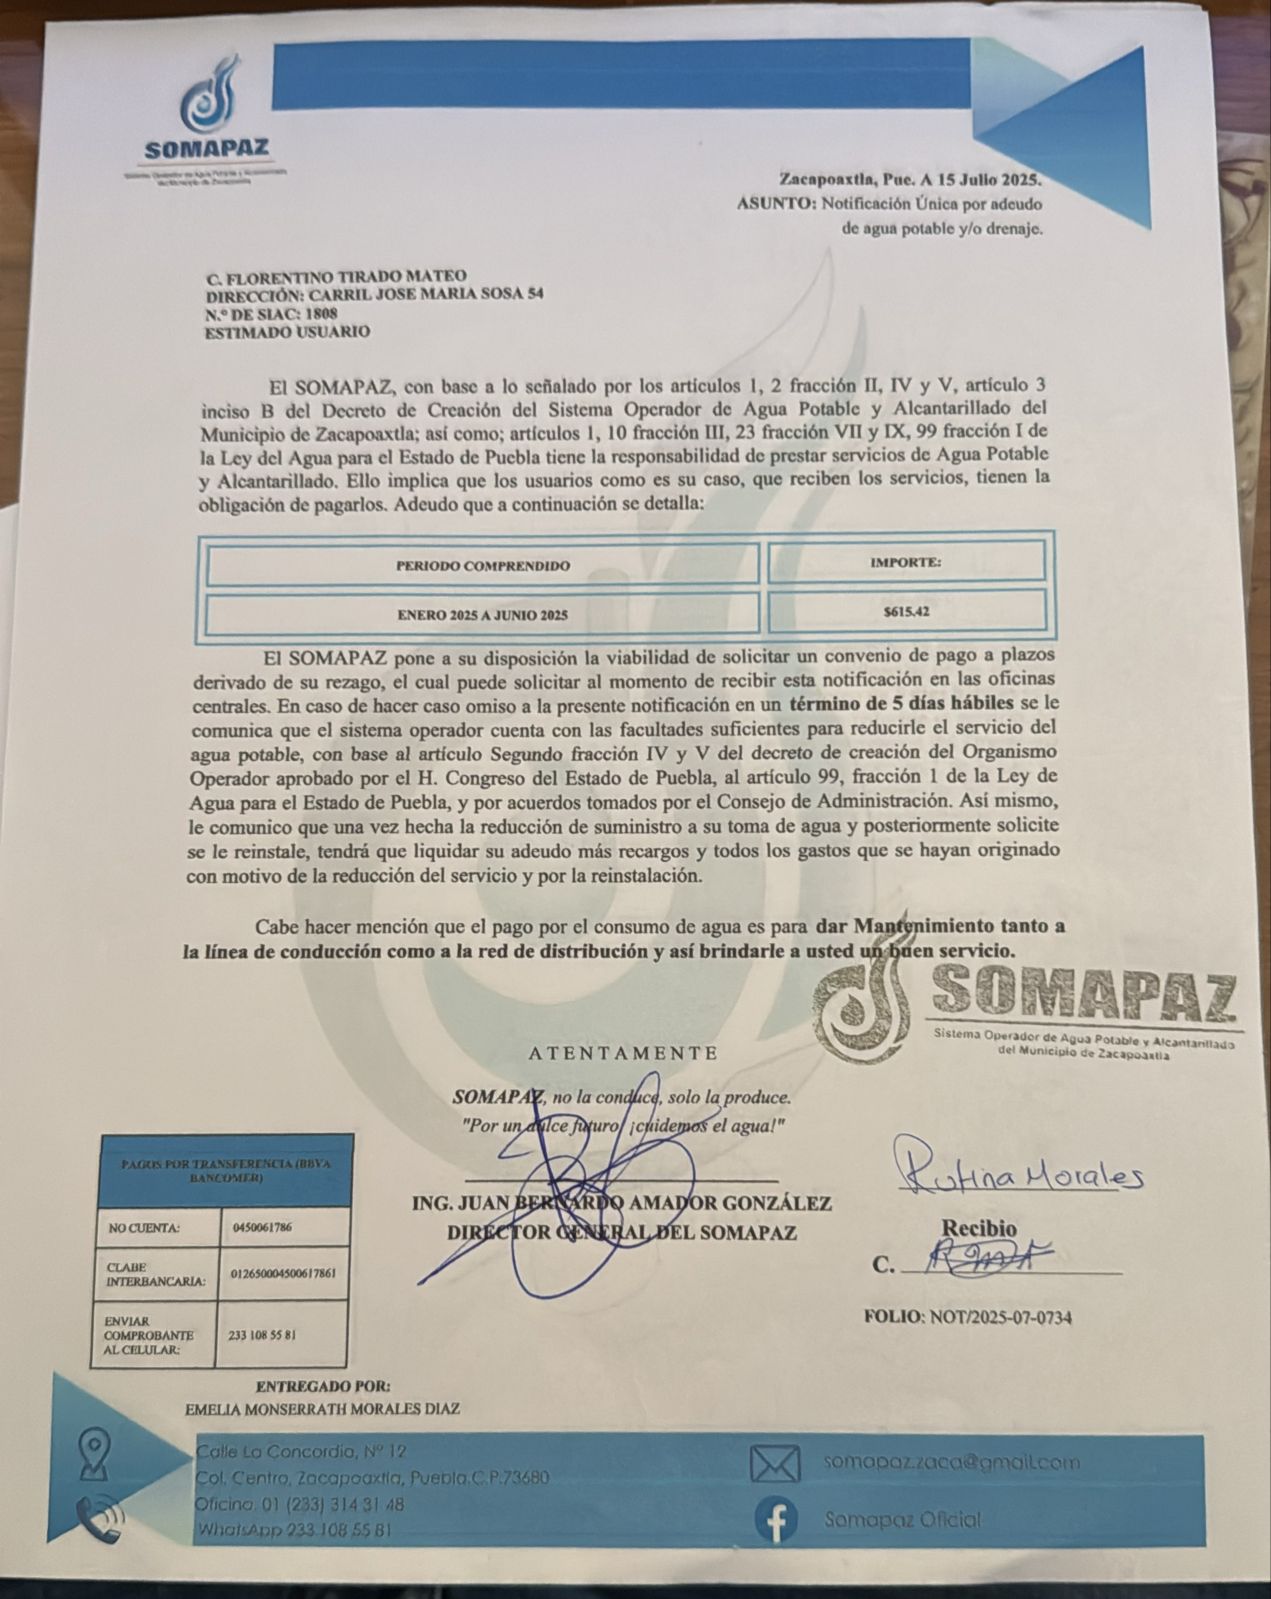 SOMAPAZ
Sistema Operador de Agua Potable y Alcantarillado
del Municipio de Zacapoaxtla
Zacapoaxtla, Pue. A 15 Julio 2025.
ASUNTO: Notificación Única por adeudo
de agua potable y/o drenaje.
C. FLORENTINO TIRADO MATEO
DIRECCIÓN: CARRIL JOSE MARIA SOSA 54
N.º DE SIAC: 1808
ESTIMADO USUARIO
El SOMAPAZ, con base a lo señalado por los artículos 1, 2 fracción II, IV y V, artículo 3
inciso B del Decreto de Creación del Sistema Operador de Agua Potable y Alcantarillado del
Municipio de Zacapoaxtla; así como; artículos 1, 10 fracción III, 23 fracción VII y IX, 99 fracción I de
la Ley del Agua para el Estado de Puebla tiene la responsabilidad de prestar servicios de Agua Potable
y Alcantarillado. Ello implica que los usuarios como es su caso, que reciben los servicios, tienen la
obligación de pagarlos. Adeudo que a continuación se detalla:
PERIODO COMPRENDIDO IMPORTE:
ENERO 2025 A JUNIO 2025 $615.42
El SOMAPAZ pone a su disposición la viabilidad de solicitar un convenio de pago a plazos
derivado de su rezago, el cual puede solicitar al momento de recibir esta notificación en las oficinas
centrales. En caso de hacer caso omiso a la presente notificación en un término de 5 días hábiles se le
comunica que el sistema operador cuenta con las facultades suficientes para reducirle el servicio del
agua potable, con base al artículo Segundo fracción IV y V del decreto de creación del Organismo
Operador aprobado por el H. Congreso del Estado de Puebla, al artículo 99, fracción 1 de la Ley de
Agua para el Estado de Puebla, y por acuerdos tomados por el Consejo de Administración. Así mismo,
le comunico que una vez hecha la reducción de suministro a su toma de agua y posteriormente solicite
se le reinstale, tendrá que liquidar su adeudo más recargos y todos los gastos que se hayan originado
con motivo de la reducción del servicio y por la reinstalación.
Cabe hacer mención que el pago por el consumo de agua es para dar Mantenimiento tanto a
la línea de conducción como a la red de distribución y así brindarle a usted un buen servicio.
SOMAPAZ
Sistema Operador de Agua Potable y Alcantarillado
del Municipio de Zacapoaxtla
ATENTAMENTE
SOMAPAZ, no la conduce, solo la produce.
"Por un dulce futuro ¡cuidemos el agua!"
ING. JUAN BERNARDO AMADOR GONZÁLEZ
DIRECTOR GENERAL DEL SOMAPAZ
Rufina Morales
Recibio
C.
FOLIO: NOT/2025-07-0734
PAGOS POR TRANSFERENCIA (BBVA
BANCOMER)
NO CUENTA: 0450061786
CLABE
INTERBANCARIA: 012650004500617861
ENVIAR
COMPROBANTE
AL CELULAR: 233 108 55 81
ENTREGADO POR:
EMELIA MONSERRATH MORALES DIAZ
Calle La Concordia, Nº 12
Col. Centro, Zacapoaxtla, Puebla.C.P.73680
Oficina. 01 (233) 314 31 48
WhatsApp 233 108 55 81
somapaz.zaca@gmail.com
Somapaz Oficial